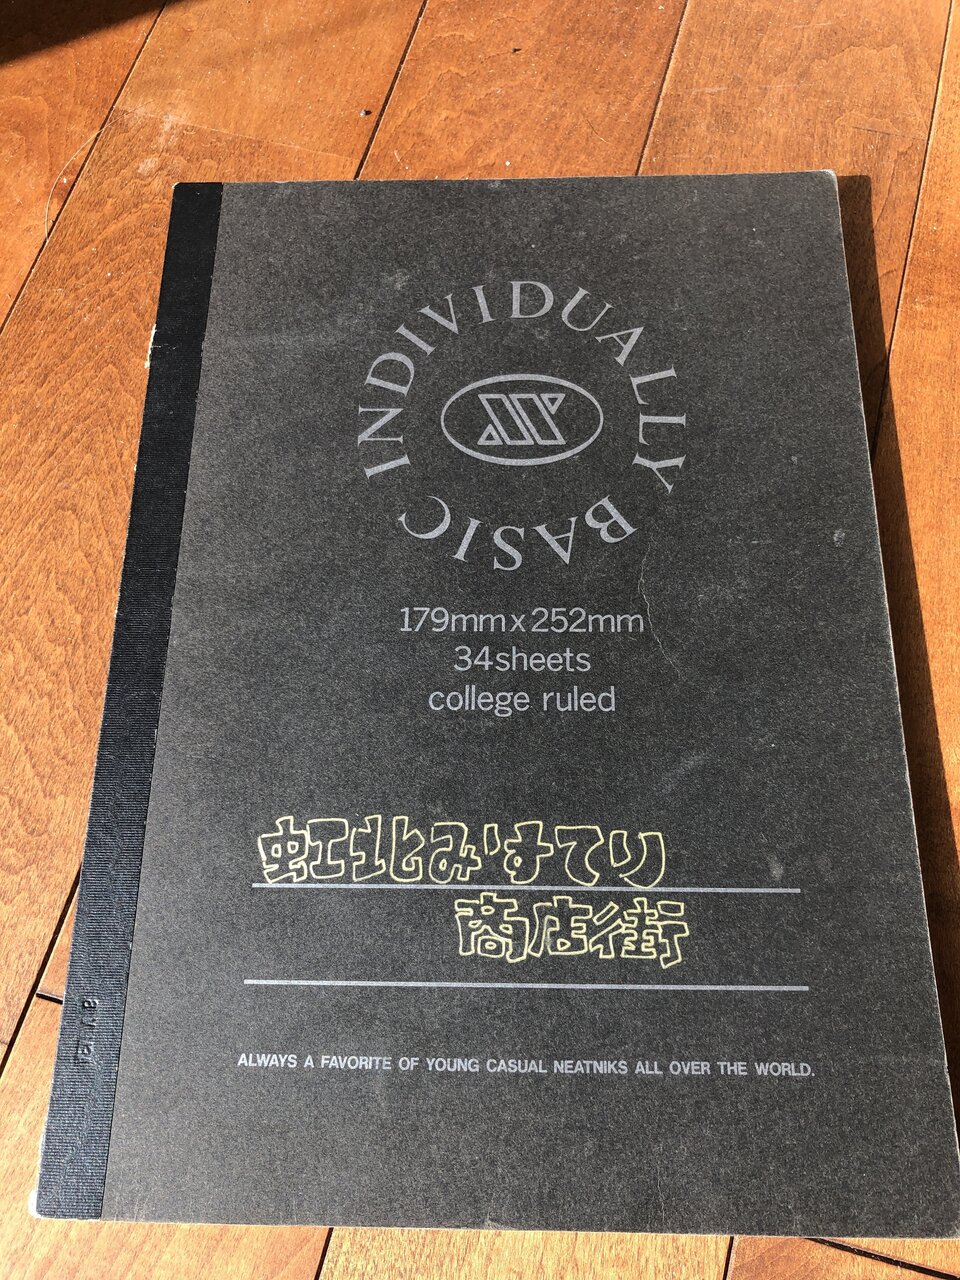 INDIVIDUALLY BASIC
179mm x 252mm
34sheets
college ruled
虹北みすてり
商店街
ALWAYS A FAVORITE OF YOUNG CASUAL NEATNIKS ALL OVER THE WORLD.